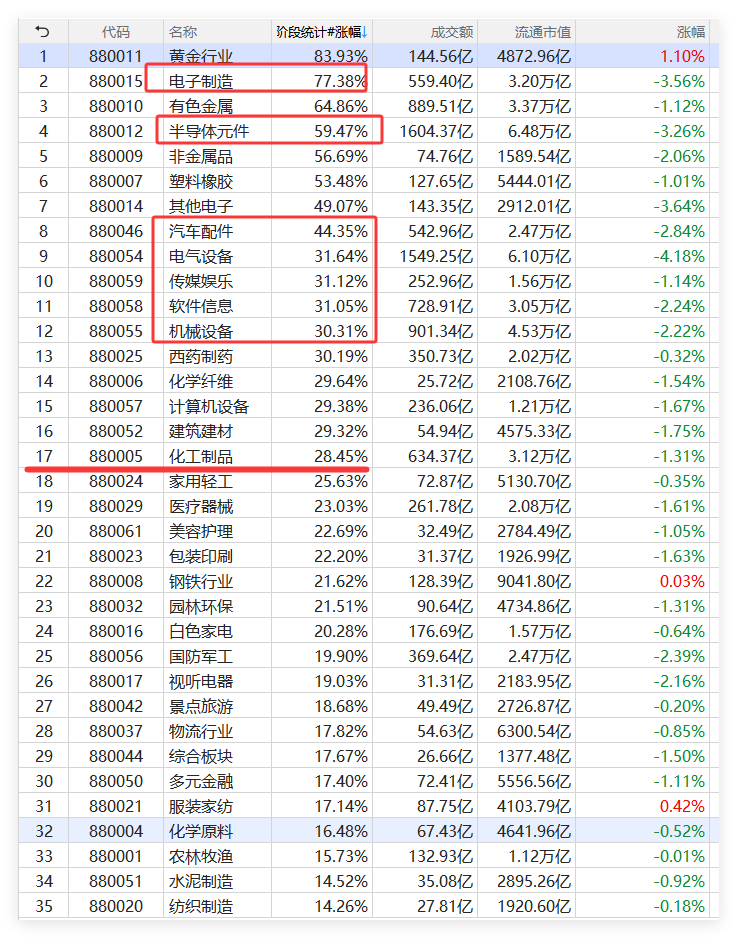 代码 名称 阶段统计#涨幅↓ 成交额 流通市值 涨幅
1 880011 黄金行业 83.93% 144.56亿 4872.96亿 1.10%
2 880015 电子制造 77.38% 559.40亿 3.20万亿 -3.56%
3 880010 有色金属 64.86% 889.51亿 3.37万亿 -1.12%
4 880012 半导体元件 59.47% 1604.37亿 6.48万亿 -3.26%
5 880009 非金属品 56.69% 74.76亿 1589.54亿 -2.06%
6 880007 塑料橡胶 53.48% 127.65亿 5444.01亿 -1.01%
7 880014 其他电子 49.07% 143.35亿 2912.01亿 -3.64%
8 880046 汽车配件 44.35% 542.96亿 2.47万亿 -2.84%
9 880054 电气设备 31.64% 1549.25亿 6.10万亿 -4.18%
10 880059 传媒娱乐 31.12% 252.96亿 1.56万亿 -1.14%
11 880058 软件信息 31.05% 728.91亿 3.05万亿 -2.24%
12 880055 机械设备 30.31% 901.34亿 4.53万亿 -2.22%
13 880025 西药制药 30.19% 350.73亿 2.02万亿 -0.32%
14 880006 化学纤维 29.64% 25.72亿 2108.76亿 -1.54%
15 880057 计算机设备 29.38% 236.06亿 1.21万亿 -1.67%
16 880052 建筑建材 29.32% 54.94亿 4575.33亿 -1.75%
17 880005 化工制品 28.45% 634.37亿 3.12万亿 -1.31%
18 880024 家用轻工 25.63% 72.87亿 5130.70亿 -0.35%
19 880029 医疗器械 23.03% 261.78亿 2.08万亿 -1.61%
20 880061 美容护理 22.69% 32.49亿 2784.49亿 -1.05%
21 880023 包装印刷 22.20% 31.37亿 1926.99亿 -1.63%
22 880008 钢铁行业 21.62% 128.39亿 9041.80亿 0.03%
23 880032 园林环保 21.51% 90.64亿 4734.86亿 -1.31%
24 880016 白色家电 20.28% 176.69亿 1.57万亿 -0.64%
25 880056 国防军工 19.90% 369.64亿 2.47万亿 -2.39%
26 880017 视听电器 19.03% 31.31亿 2183.95亿 -2.16%
27 880042 景点旅游 18.68% 49.49亿 2726.87亿 -0.20%
28 880037 物流行业 17.82% 54.63亿 6300.54亿 -0.85%
29 880044 综合板块 17.67% 26.66亿 1377.48亿 -1.50%
30 880050 多元金融 17.40% 72.41亿 5556.56亿 -1.11%
31 880021 服装家纺 17.14% 87.75亿 4103.79亿 0.42%
32 880004 化学原料 16.48% 67.43亿 4641.96亿 -0.52%
33 880001 农林牧渔 15.73% 132.93亿 1.12万亿 -0.01%
34 880051 水泥制造 14.52% 35.08亿 2895.26亿 -0.92%
35 880020 纺织制造 14.26% 27.81亿 1920.60亿 -0.18%